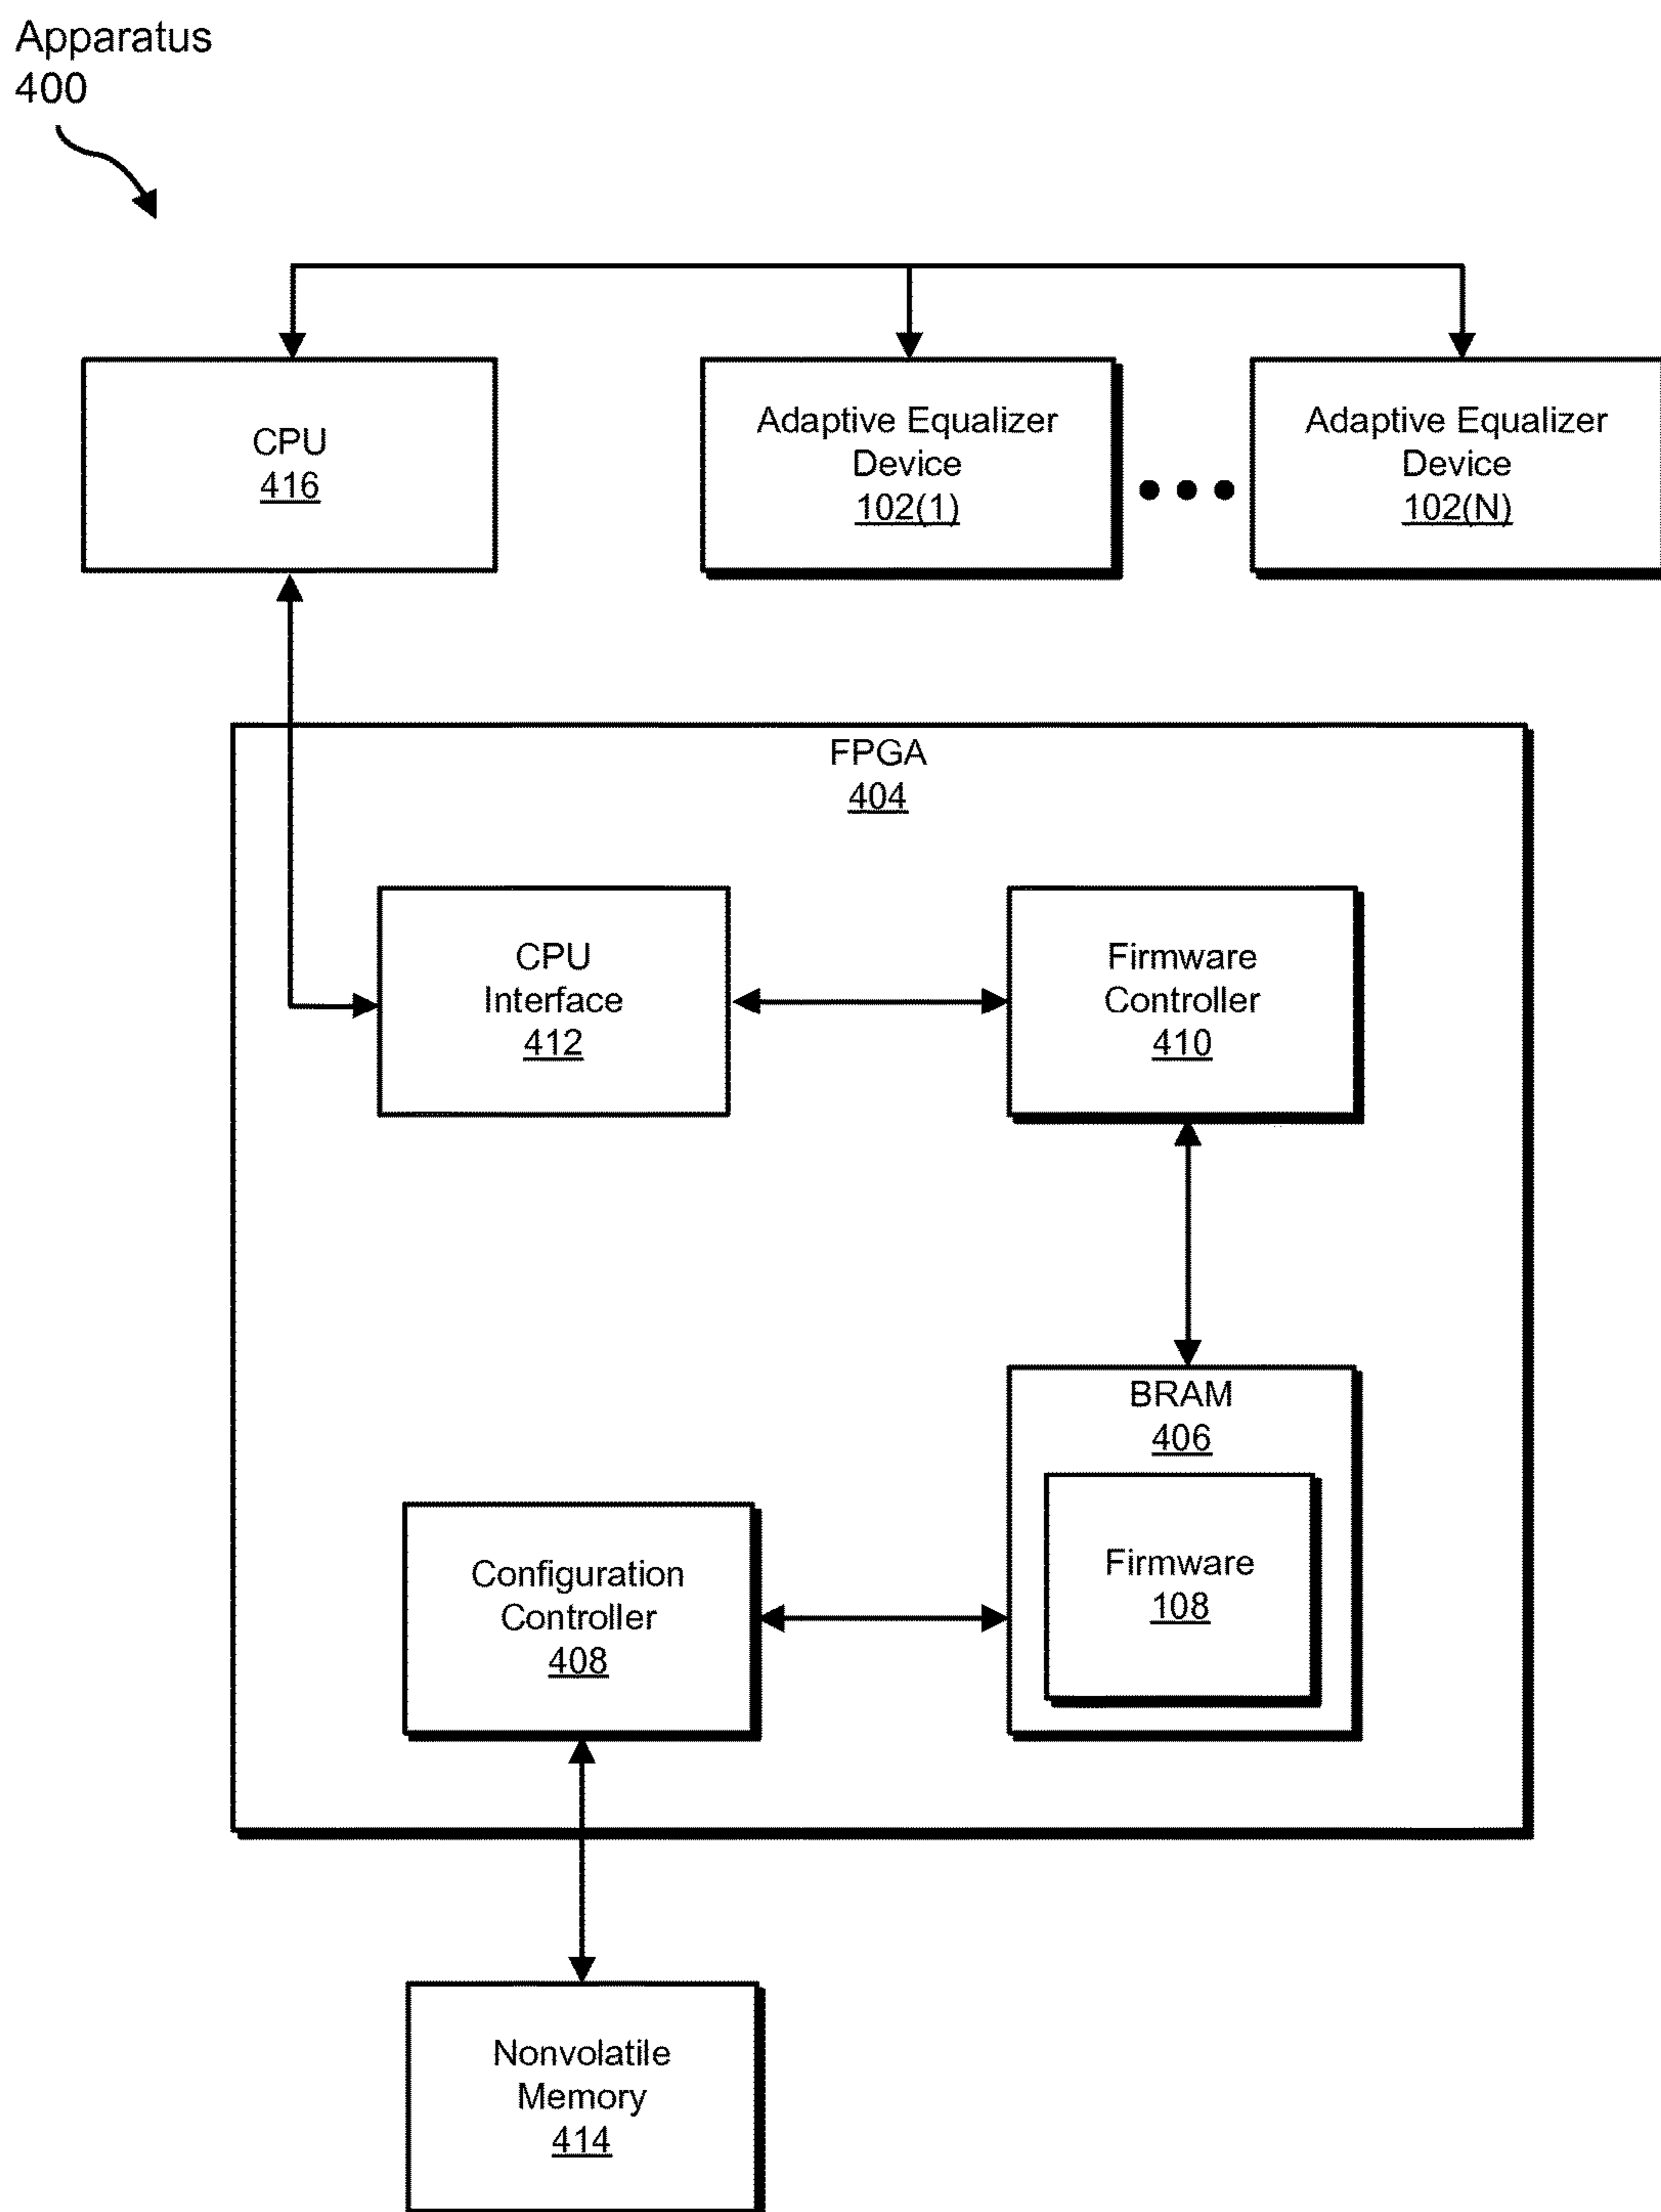 Apparatus
400
CPU
416
Adaptive Equalizer
Device
102(1)
Adaptive Equalizer
Device
102(N)
FPGA
404
CPU
Interface
412
Firmware
Controller
410
BRAM
406
Firmware
108
Configuration
Controller
408
Nonvolatile
Memory
414